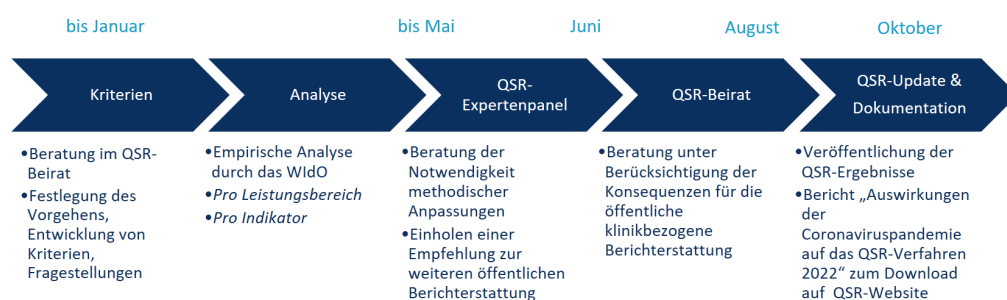 bis Januar
bis Mai
Juni
August
Oktober
Kriterien
Analyse
QSR-
Expertenpanel
QSR-Beirat
QSR-Update &
Dokumentation
•Beratung im QSR-
Beirat
•Festlegung des
Vorgehens,
Entwicklung von
Kriterien,
Fragestellungen
•Empirische Analyse
durch das WIdO
•Pro Leistungsbereich
•Pro Indikator
•Beratung der
Notwendigkeit
methodischer
Anpassungen
•Einholen einer
Empfehlung zur
weiteren öffentlichen
Berichterstattung
•Beratung unter
Berücksichtigung der
Konsequenzen für die
öffentliche
klinikbezogene
Berichterstattung
•Veröffentlichung der
QSR-Ergebnisse
•Bericht „Auswirkungen
der
Coronaviruspandemie
auf das QSR-Verfahren
2022“ zum Download
auf QSR-Website